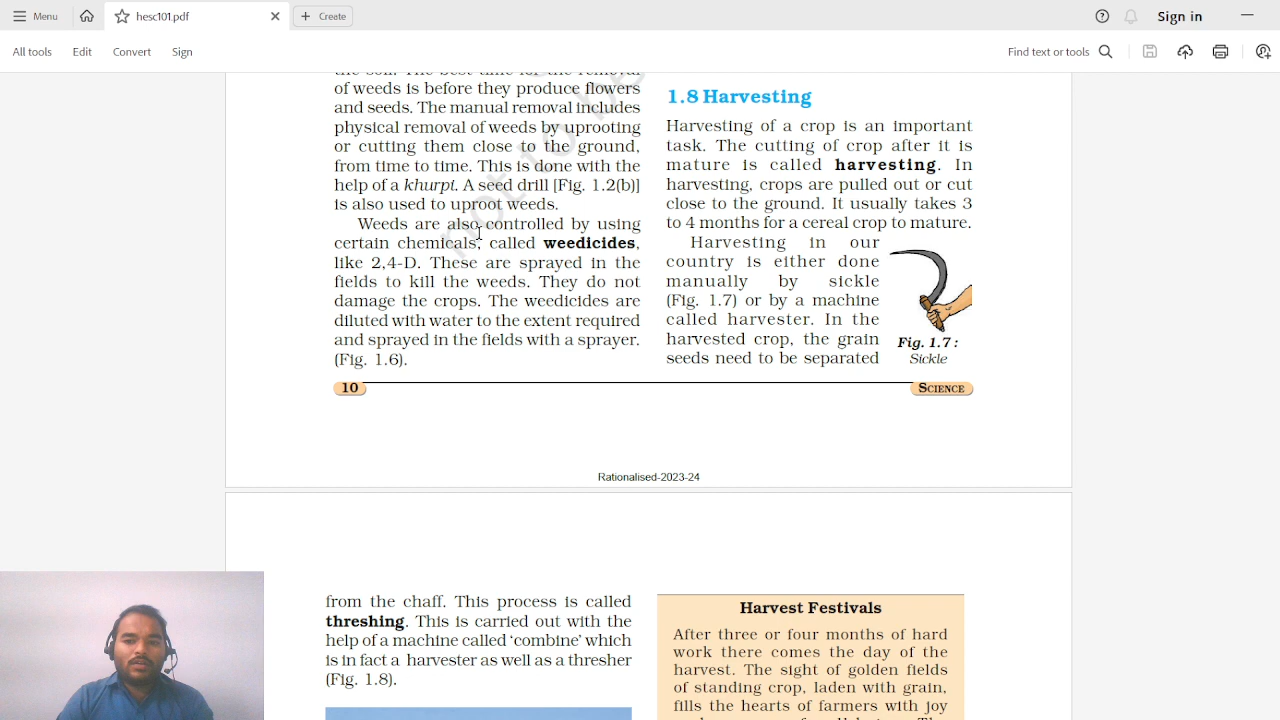 Menu
hesc101.pdf
Create
Sign in
All tools
Edit
Convert
Sign
Find text or tools
the soil. The best time for the removal
of weeds is before they produce flowers
and seeds. The manual removal includes
physical removal of weeds by uprooting
or cutting them close to the ground,
from time to time. This is done with the
help of a khurpi. A seed drill [Fig. 1.2(b)]
is also used to uproot weeds.
Weeds are also controlled by using
certain chemicals, called weedicides,
like 2,4-D. These are sprayed in the
fields to kill the weeds. They do not
damage the crops. The weedicides are
diluted with water to the extent required
and sprayed in the fields with a sprayer.
(Fig. 1.6).
1.8 Harvesting
Harvesting of a crop is an important
task. The cutting of crop after it is
mature is called harvesting. In
harvesting, crops are pulled out or cut
close to the ground. It usually takes 3
to 4 months for a cereal crop to mature.
Harvesting in our
country is either done
manually by sickle
(Fig. 1.7) or by a machine
called harvester. In the
harvested crop, the grain
seeds need to be separated
Fig. 1.7 :
Sickle
not to be
10
SCIENCE
Rationalised-2023-24
from the chaff. This process is called
threshing. This is carried out with the
help of a machine called ‘combine’ which
is in fact a harvester as well as a thresher
(Fig. 1.8).
Harvest Festivals
After three or four months of hard
work there comes the day of the
harvest. The sight of golden fields
of standing crop, laden with grain,
fills the hearts of farmers with joy